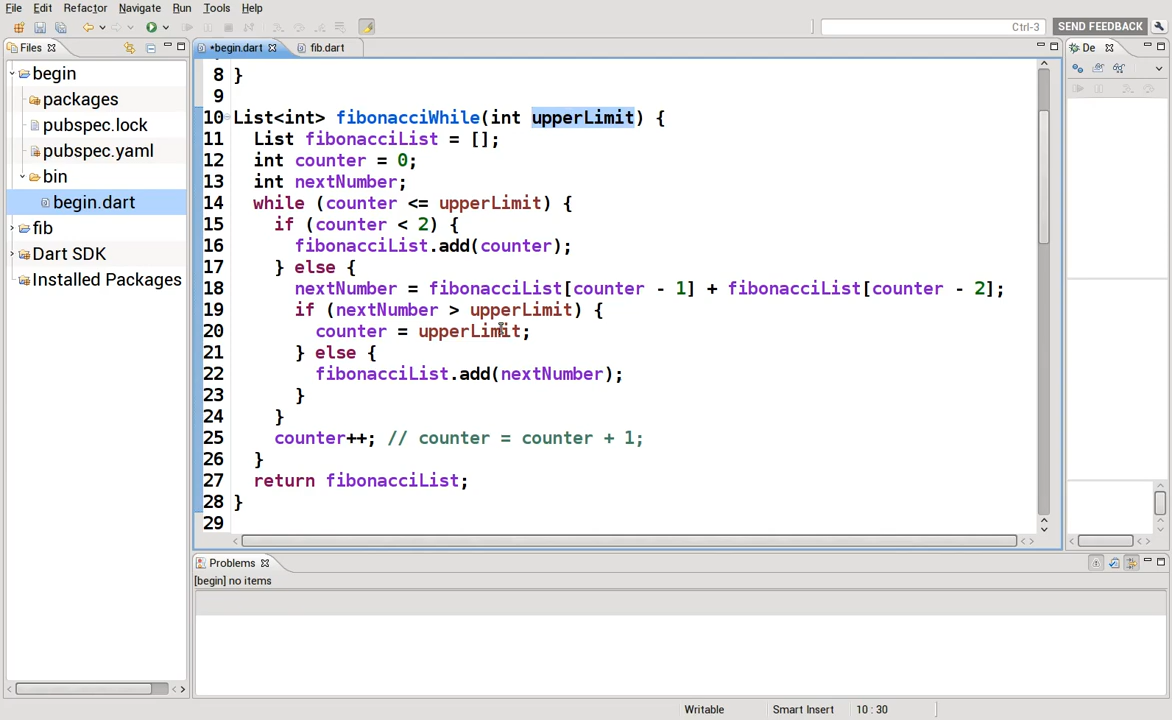 File Edit Refactor Navigate Run Tools Help
Ctrl-3 SEND FEEDBACK
Files
*begin.dart fib.dart
De
begin
packages
pubspec.lock
pubspec.yaml
bin
begin.dart
fib
Dart SDK
Installed Packages
8 }
9
10 List<int> fibonacciWhile(int upperLimit) {
11 List fibonacciList = [];
12 int counter = 0;
13 int nextNumber;
14 while (counter <= upperLimit) {
15 if (counter < 2) {
16 fibonacciList.add(counter);
17 } else {
18 nextNumber = fibonacciList[counter - 1] + fibonacciList[counter - 2];
19 if (nextNumber > upperLimit) {
20 counter = upperLimit;
21 } else {
22 fibonacciList.add(nextNumber);
23 }
24 }
25 counter++; // counter = counter + 1;
26 }
27 return fibonacciList;
28 }
29
Problems
[begin] no items
Writable Smart Insert 10 : 30